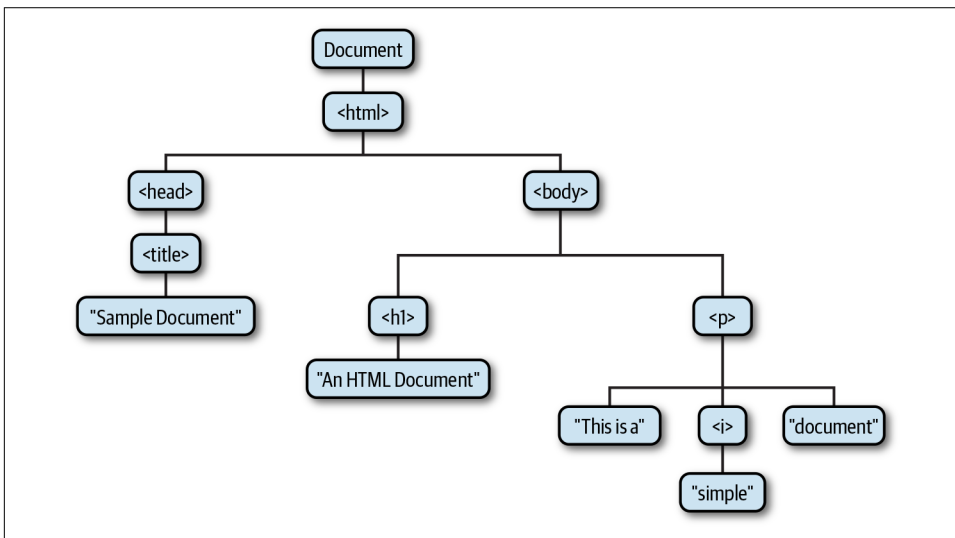 Document
<html>
<head>
<body>
<title>
"Sample Document"
<h1>
<p>
"An HTML Document"
"This is a"
<i>
"document"
"simple"